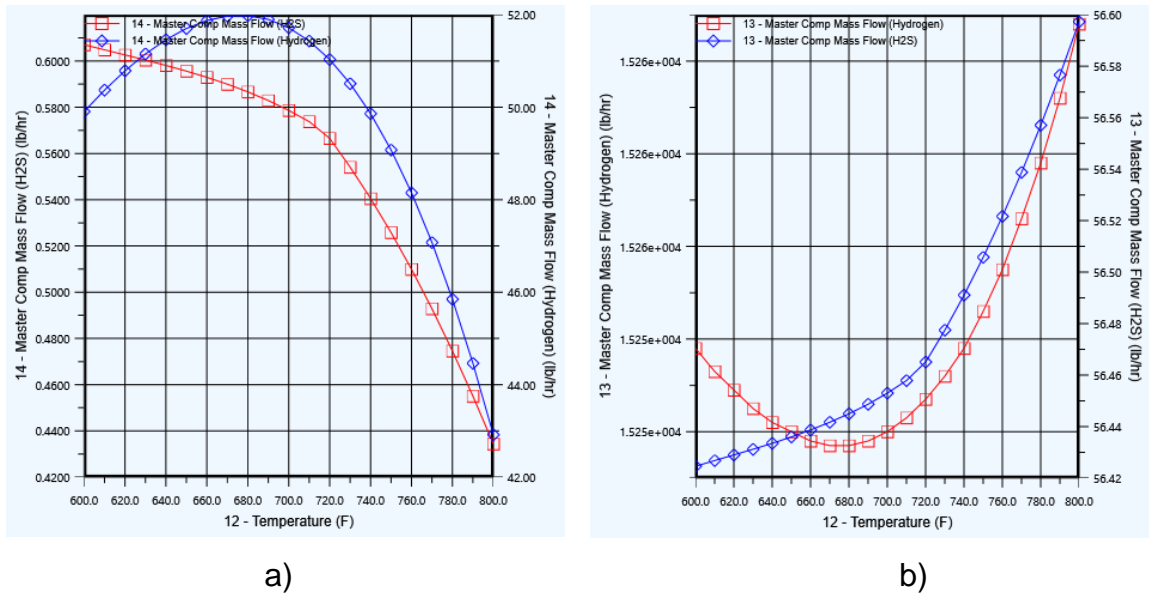 14 - Master Comp Mass Flow (H2S)
14 - Master Comp Mass Flow (Hydrogen)
14 - Master Comp Mass Flow (H2S) (lb/hr)
0.6000
0.5800
0.5600
0.5400
0.5200
0.5000
0.4800
0.4600
0.4400
0.4200
52.00
50.00
48.00
46.00
44.00
42.00
14 - Master Comp Mass Flow (Hydrogen) (lb/hr)
600.0 620.0 640.0 660.0 680.0 700.0 720.0 740.0 760.0 780.0 800.0
12 - Temperature (F)
a)
13 - Master Comp Mass Flow (Hydrogen)
13 - Master Comp Mass Flow (H2S)
13 - Master Comp Mass Flow (Hydrogen) (lb/hr)
1.526e+004
1.526e+004
1.526e+004
1.525e+004
1.525e+004
56.60
56.58
56.56
56.54
56.52
56.50
56.48
56.46
56.44
56.42
13 - Master Comp Mass Flow (H2S) (lb/hr)
600.0 620.0 640.0 660.0 680.0 700.0 720.0 740.0 760.0 780.0 800.0
12 - Temperature (F)
b)